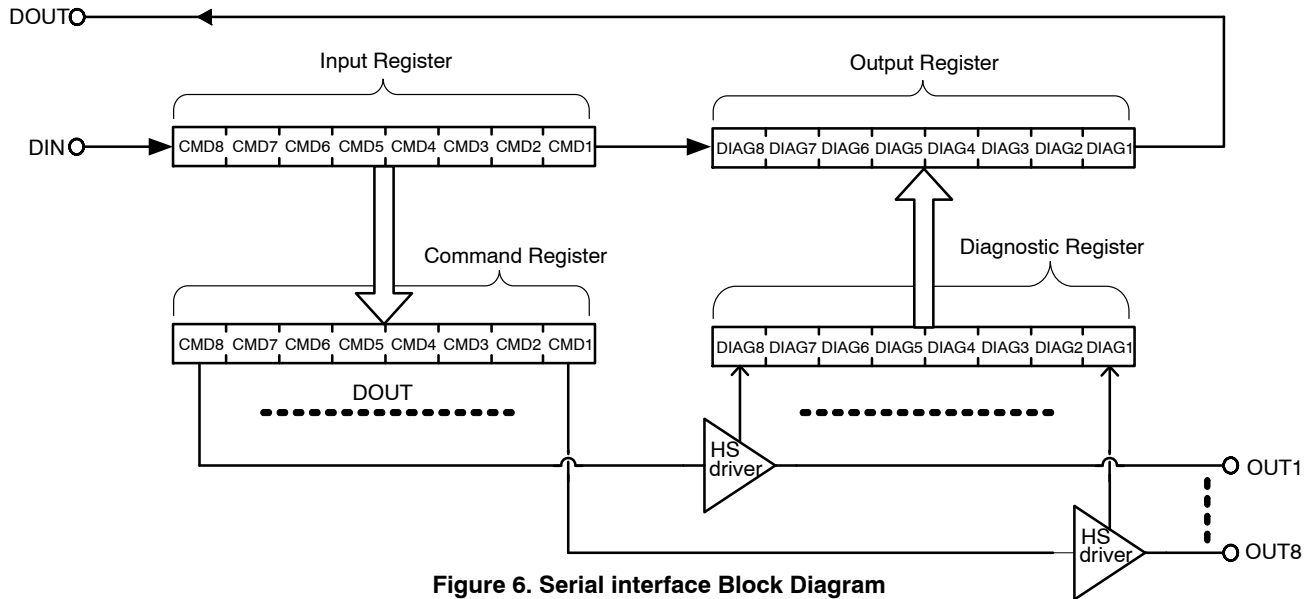 DOUT
Input Register
Output Register
DIN
CMD8 CMD7 CMD6 CMD5 CMD4 CMD3 CMD2 CMD1
DIAG8 DIAG7 DIAG6 DIAG5 DIAG4 DIAG3 DIAG2 DIAG1
Command Register
Diagnostic Register
CMD8 CMD7 CMD6 CMD5 CMD4 CMD3 CMD2 CMD1
DIAG8 DIAG7 DIAG6 DIAG5 DIAG4 DIAG3 DIAG2 DIAG1
DOUT
HS
driver
OUT1
HS
driver
OUT8
Figure 6. Serial interface Block Diagram